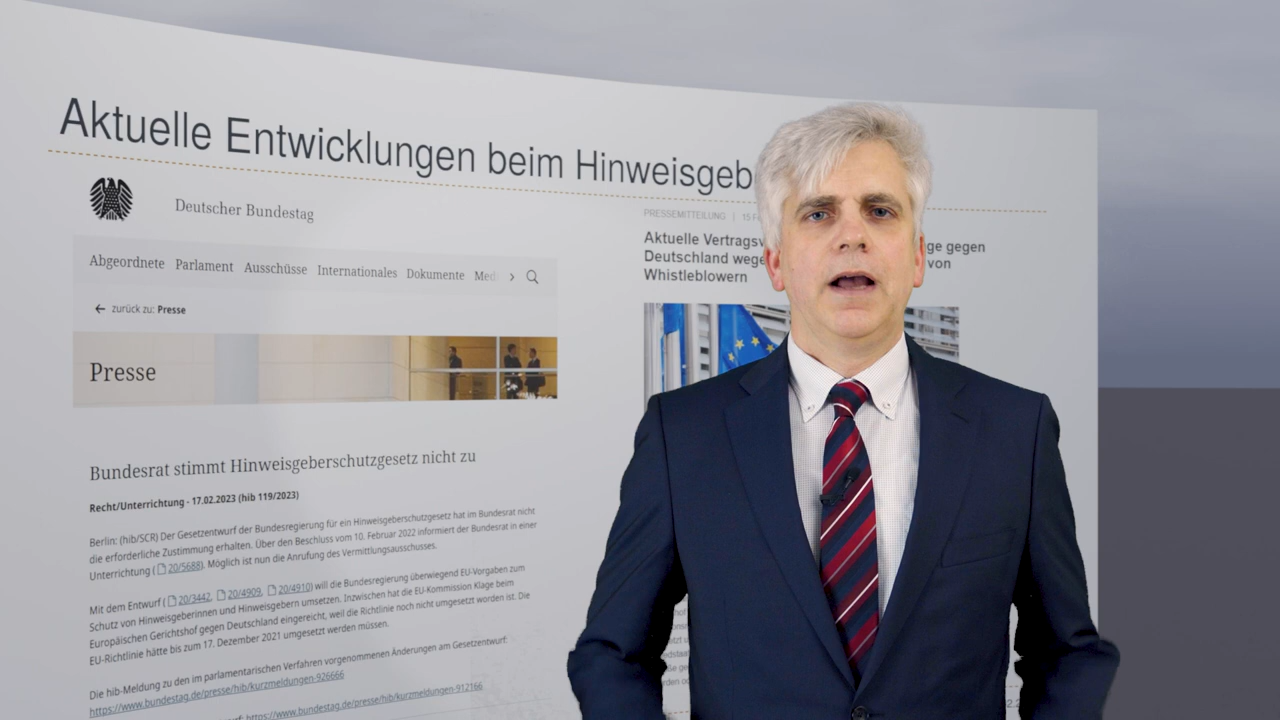 Aktuelle Entwicklungen beim Hinweisgeb
Deutscher Bundestag
Abgeordnete Parlament Ausschüsse Internationales Dokumente Med
zurück zu: Presse
Presse
Bundesrat stimmt Hinweisgeberschutzgesetz nicht zu
Recht/Unterrichtung - 17.02.2023 (hib 119/2023)
Berlin: (hib/SCR) Der Gesetzentwurf der Bundesregierung für ein Hinweisgeberschutzgesetz hat im Bundesrat nicht
die erforderliche Zustimmung erhalten. Über den Beschluss vom 10. Februar 2022 informiert der Bundesrat in einer
Unterrichtung (20/5688). Möglich ist nun die Anrufung des Vermittlungsausschusses.
Mit dem Entwurf (20/3442, 20/4909, 20/4910) will die Bundesregierung überwiegend EU-Vorgaben zum
Schutz von Hinweisgeberinnen und Hinweisgebern umsetzen. Inzwischen hat die EU-Kommission Klage beim
Europäischen Gerichtshof gegen Deutschland eingereicht, weil die Richtlinie noch nicht umgesetzt worden ist. Die
EU-Richtlinie hätte bis zum 17. Dezember 2021 umgesetzt werden müssen.
Die hib-Meldung zu den im parlamentarischen Verfahren vorgenommenen Änderungen am Gesetzentwurf:
https://www.bundestag.de/presse/hib/kurzmeldungen-926666
https://www.bundestag.de/presse/hib/kurzmeldungen-912166
PRESSEMITTEILUNG | 15
Aktuelle Vertragsv ge gegen
Deutschland wege von
Whistleblowern